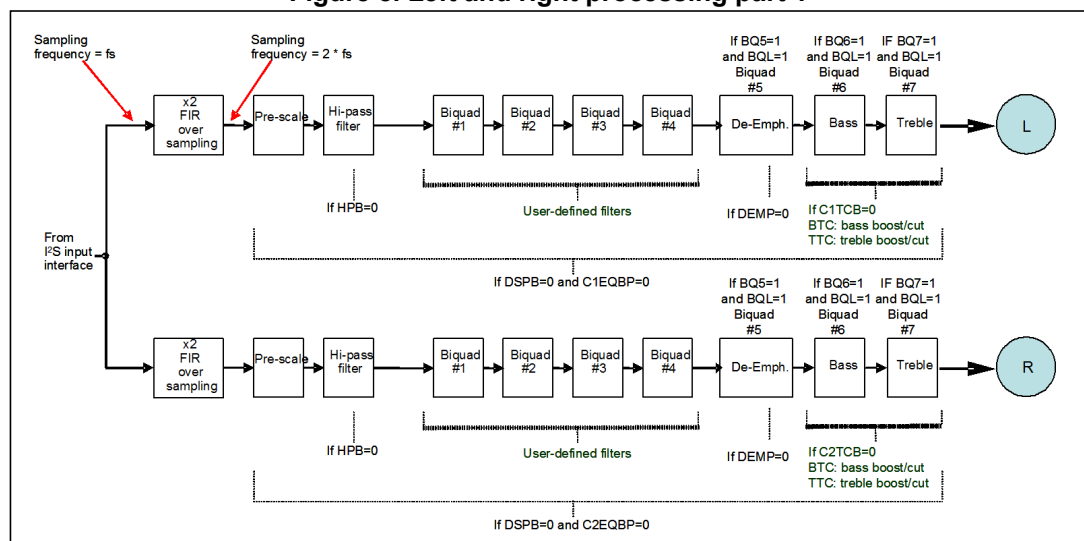 Figure 6. Left and right processing part 1
Sampling
frequency = fs
Sampling
frequency = 2 * fs
If BQ5=1
and BQL=1
Biquad
#5
If BQ6=1
and BQL=1
Biquad
#6
IF BQ7=1
and BQL=1
Biquad
#7
x2
FIR
over
sampling
Pre-scale
Hi-pass
filter
Biquad
#1
Biquad
#2
Biquad
#3
Biquad
#4
De-Emph.
Bass
Treble
L
If HPB=0
User-defined filters
If DEMP=0
If C1TCB=0
BTC: bass boost/cut
TTC: treble boost/cut
From
I²S input
interface
If DSPB=0 and C1EQBP=0
If BQ5=1
and BQL=1
Biquad
#5
If BQ6=1
and BQL=1
Biquad
#6
IF BQ7=1
and BQL=1
Biquad
#7
x2
FIR
over
sampling
Pre-scale
Hi-pass
filter
Biquad
#1
Biquad
#2
Biquad
#3
Biquad
#4
De-Emph.
Bass
Treble
R
If HPB=0
User-defined filters
If DEMP=0
If C2TCB=0
BTC: bass boost/cut
TTC: treble boost/cut
If DSPB=0 and C2EQBP=0